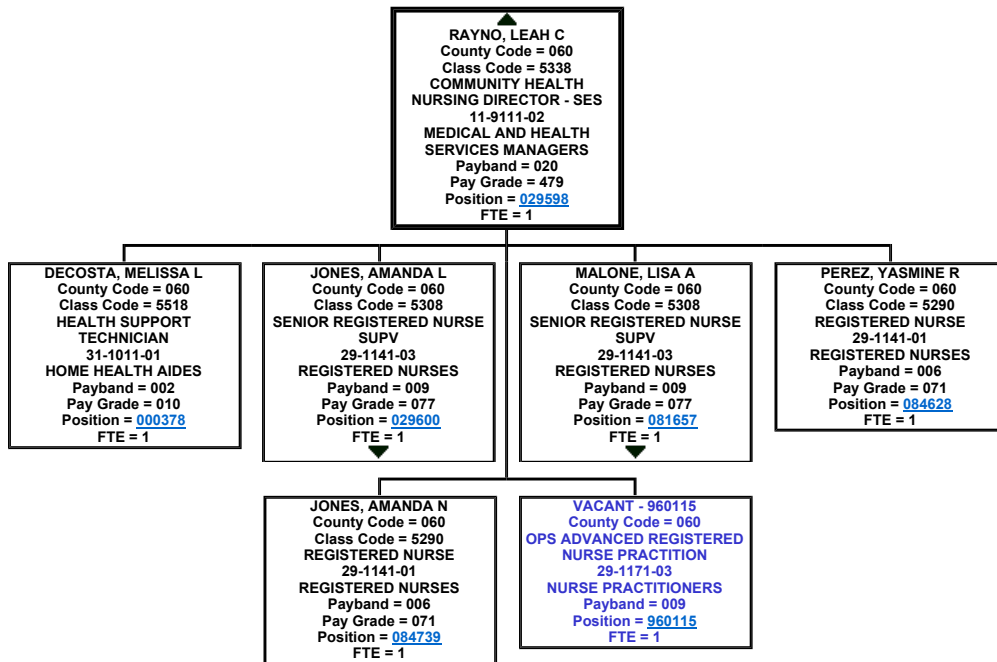 RAYNO, LEAH C
County Code = 060
Class Code = 5338
COMMUNITY HEALTH
NURSING DIRECTOR - SES
11-9111-02
MEDICAL AND HEALTH
SERVICES MANAGERS
Payband = 020
Pay Grade = 479
Position = 029598
FTE = 1
DECOSTA, MELISSA L
County Code = 060
Class Code = 5518
HEALTH SUPPORT
TECHNICIAN
31-1011-01
HOME HEALTH AIDES
Payband = 002
Pay Grade = 010
Position = 000378
FTE = 1
JONES, AMANDA L
County Code = 060
Class Code = 5308
SENIOR REGISTERED NURSE
SUPV
29-1141-03
REGISTERED NURSES
Payband = 009
Pay Grade = 077
Position = 029600
FTE = 1
MALONE, LISA A
County Code = 060
Class Code = 5308
SENIOR REGISTERED NURSE
SUPV
29-1141-03
REGISTERED NURSES
Payband = 009
Pay Grade = 077
Position = 081657
FTE = 1
PEREZ, YASMINE R
County Code = 060
Class Code = 5290
REGISTERED NURSE
29-1141-01
REGISTERED NURSES
Payband = 006
Pay Grade = 071
Position = 084628
FTE = 1
JONES, AMANDA N
County Code = 060
Class Code = 5290
REGISTERED NURSE
29-1141-01
REGISTERED NURSES
Payband = 006
Pay Grade = 071
Position = 084739
FTE = 1
VACANT - 960115
County Code = 060
OPS ADVANCED REGISTERED
NURSE PRACTITION
29-1171-03
NURSE PRACTITIONERS
Payband = 009
Position = 960115
FTE = 1